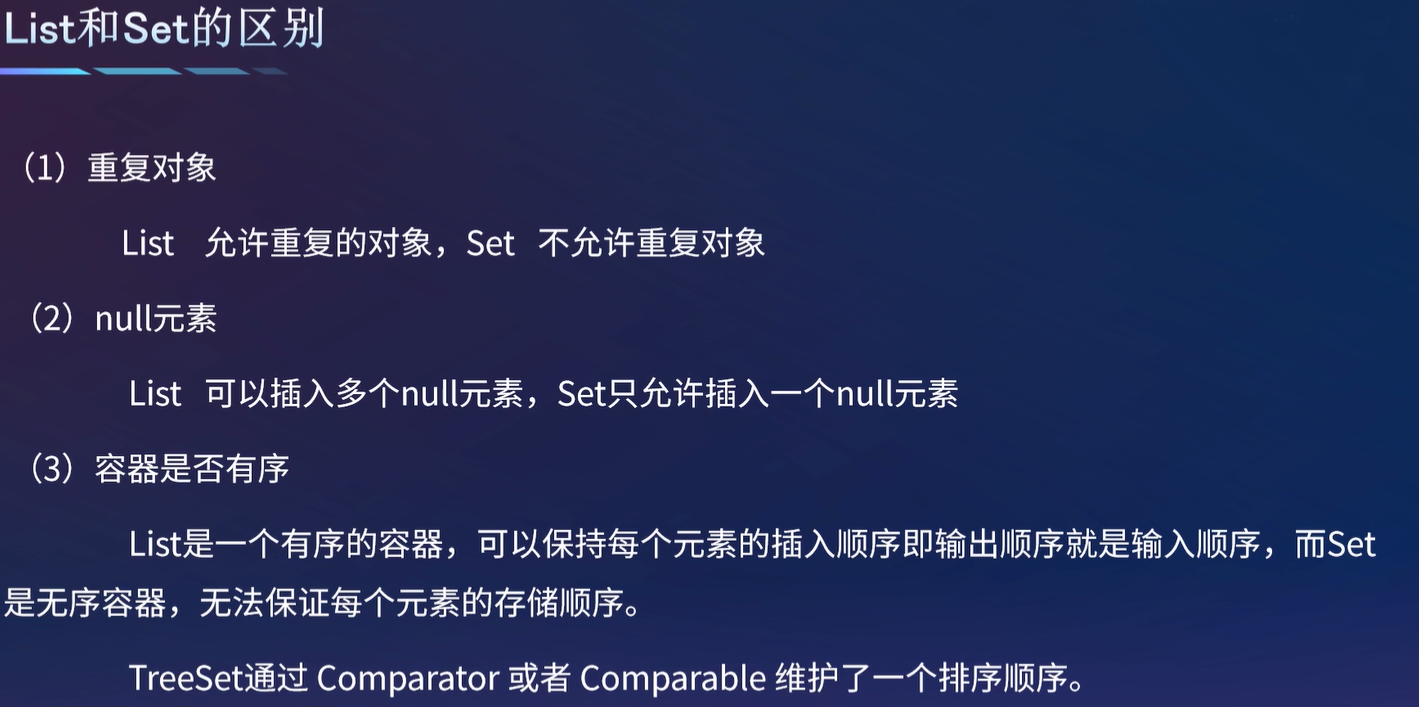 List和Set的区别
（1）重复对象
List 允许重复的对象，Set 不允许重复对象
（2）null元素
List 可以插入多个null元素，Set只允许插入一个null元素
（3）容器是否有序
List是一个有序的容器，可以保持每个元素的插入顺序即输出顺序就是输入顺序，而Set
是无序容器，无法保证每个元素的存储顺序。
TreeSet通过 Comparator 或者 Comparable 维护了一个排序顺序。